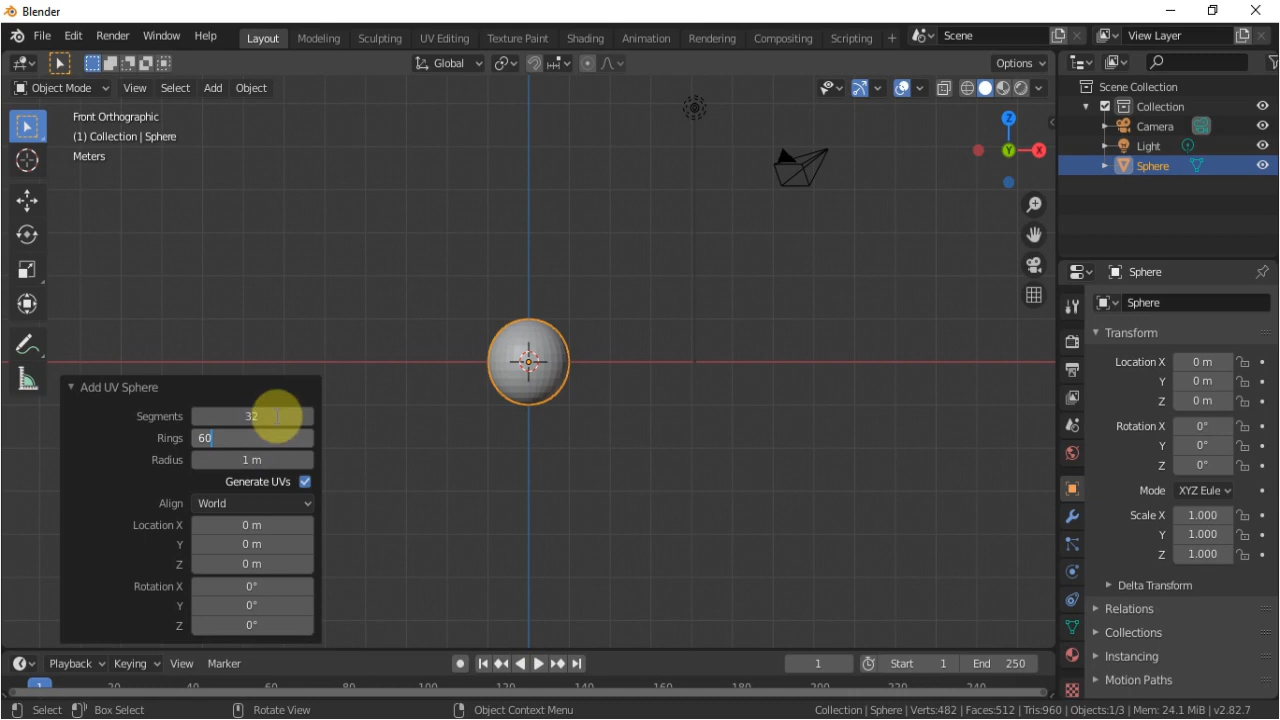 Blender
File Edit Render Window Help Layout Modeling Sculpting UV Editing Texture Paint Shading Animation Rendering Compositing Scripting + Scene View Layer
Global Options
Object Mode View Select Add Object
Front Orthographic
(1) Collection | Sphere
Meters
Z
Y
X
Scene Collection
Collection
Camera
Light
Sphere
Sphere
Sphere
Transform
Location X 0 m
Y 0 m
Z 0 m
Rotation X 0°
Y 0°
Z 0°
Mode XYZ Eule
Scale X 1.000
Y 1.000
Z 1.000
Delta Transform
Relations
Collections
Instancing
Motion Paths
Add UV Sphere
Segments 32
Rings 60
Radius 1 m
Generate UVs
Align World
Location X 0 m
Y 0 m
Z 0 m
Rotation X 0°
Y 0°
Z 0°
Playback Keying View Marker 1 Start 1 End 250
1 20 40 60 80 100 120 140 160 180 200 220 240
Select Box Select Rotate View Object Context Menu Collection | Sphere | Verts:482 | Faces:512 | Tris:960 | Objects:1/3 | Mem: 24.1 MiB | v2.82.7